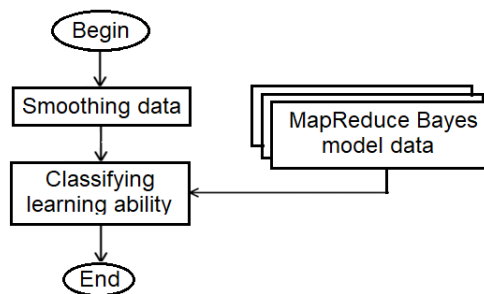 Begin
Smoothing data
MapReduce Bayes
model data
Classifying
learning ability
End